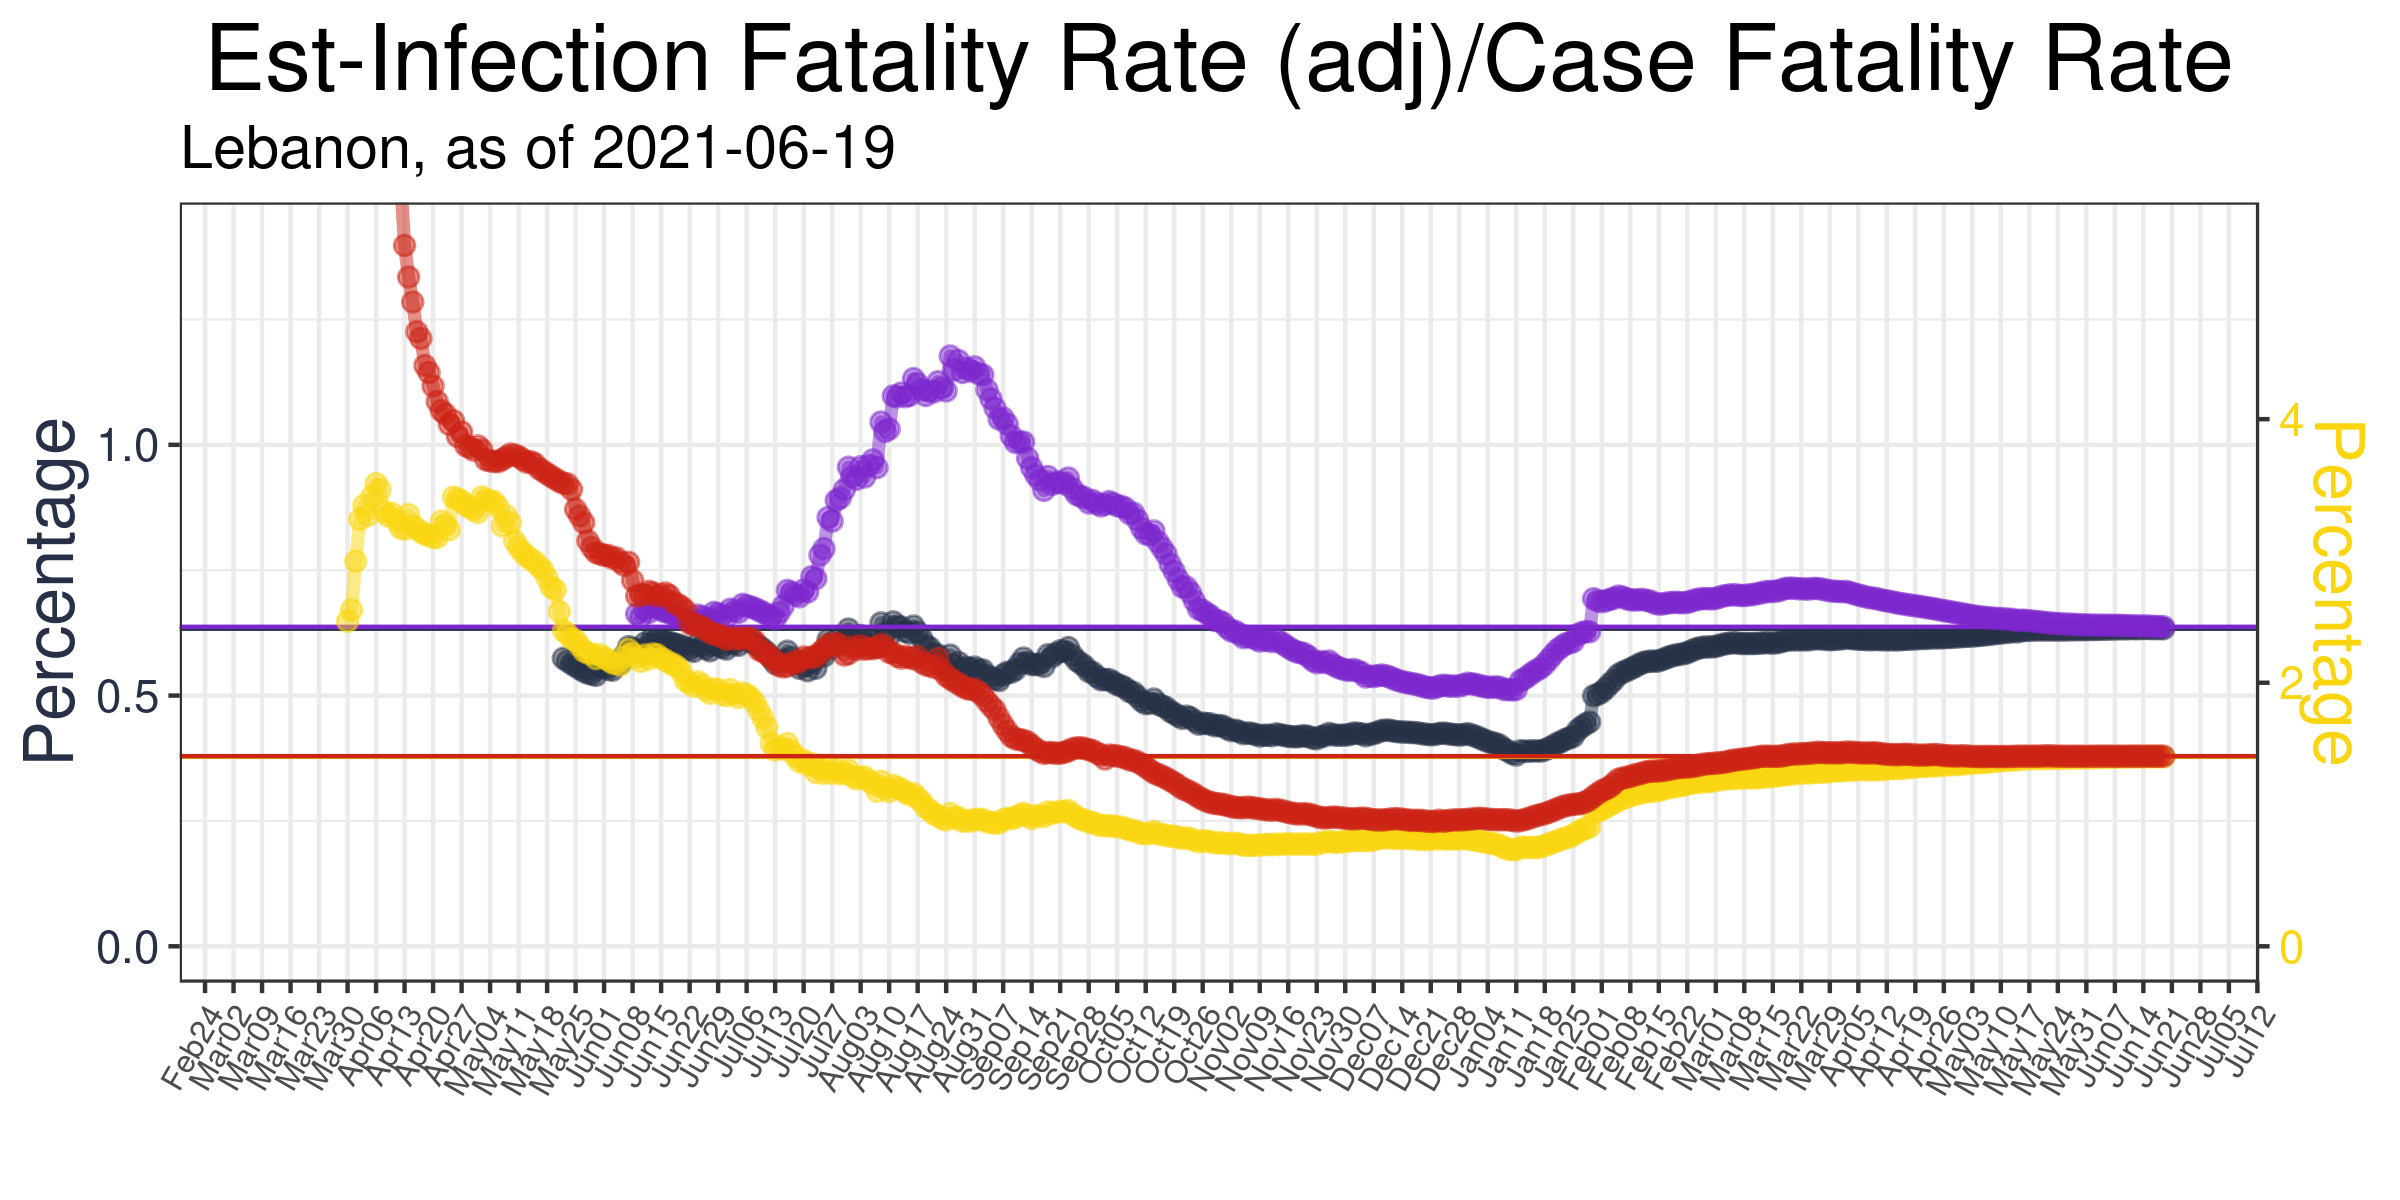 Est-Infection Fatality Rate (adj)/Case Fatality Rate
Lebanon, as of 2021-06-19
Percentage
1.0
0.5
0.0
4
2
0
Percentage
Feb24
Mar02
Mar09
Mar16
Mar23
Mar30
Apr06
Apr13
Apr20
Apr27
May04
May11
May18
May25
Jun01
Jun08
Jun15
Jun22
Jun29
Jul06
Jul13
Jul20
Jul27
Aug03
Aug10
Aug17
Aug24
Aug31
Sep07
Sep14
Sep21
Sep28
Oct05
Oct12
Oct19
Oct26
Nov02
Nov09
Nov16
Nov23
Nov30
Dec07
Dec14
Dec21
Dec28
Jan04
Jan11
Jan18
Jan25
Feb01
Feb08
Feb15
Feb22
Mar01
Mar08
Mar15
Mar22
Mar29
Apr05
Apr12
Apr19
Apr26
May03
May10
May17
May24
May31
Jun07
Jun14
Jun21
Jun28
Jul05
Jul12